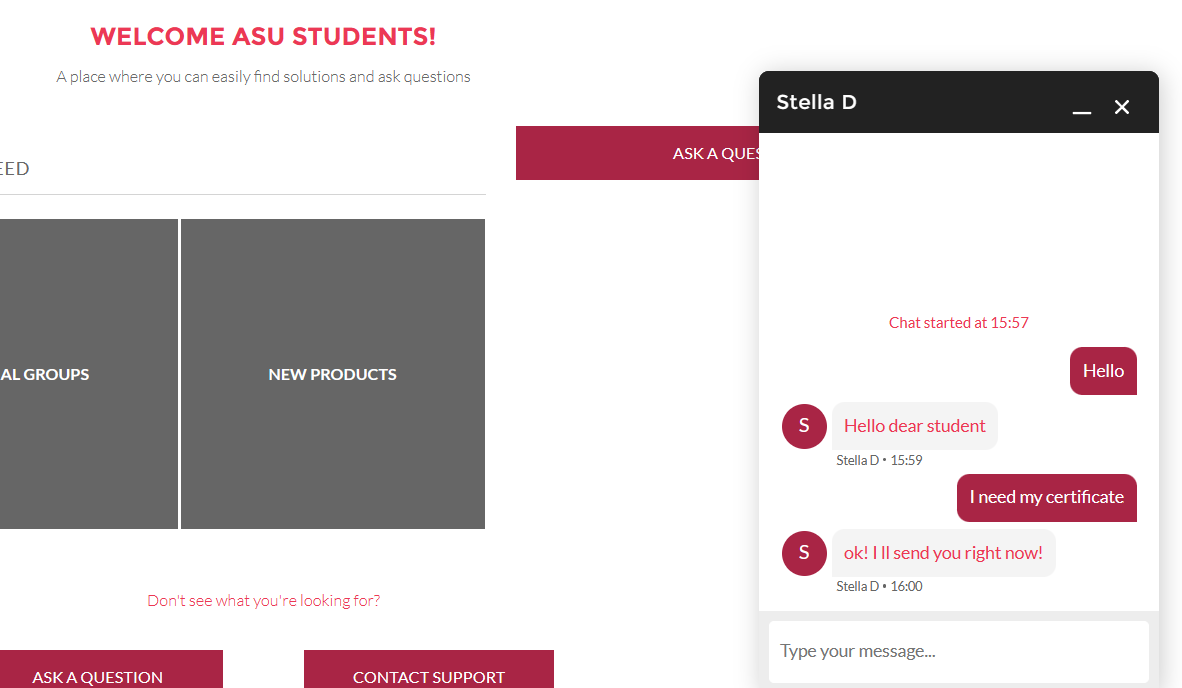 WELCOME ASU STUDENTS!
A place where you can easily find solutions and ask questions
EED
ASK A QUES
AL GROUPS
NEW PRODUCTS
Don't see what you're looking for?
ASK A QUESTION
CONTACT SUPPORT
Stella D
Chat started at 15:57
Hello
S
Hello dear student
Stella D • 15:59
I need my certificate
S
ok! I ll send you right now!
Stella D • 16:00
Type your message...